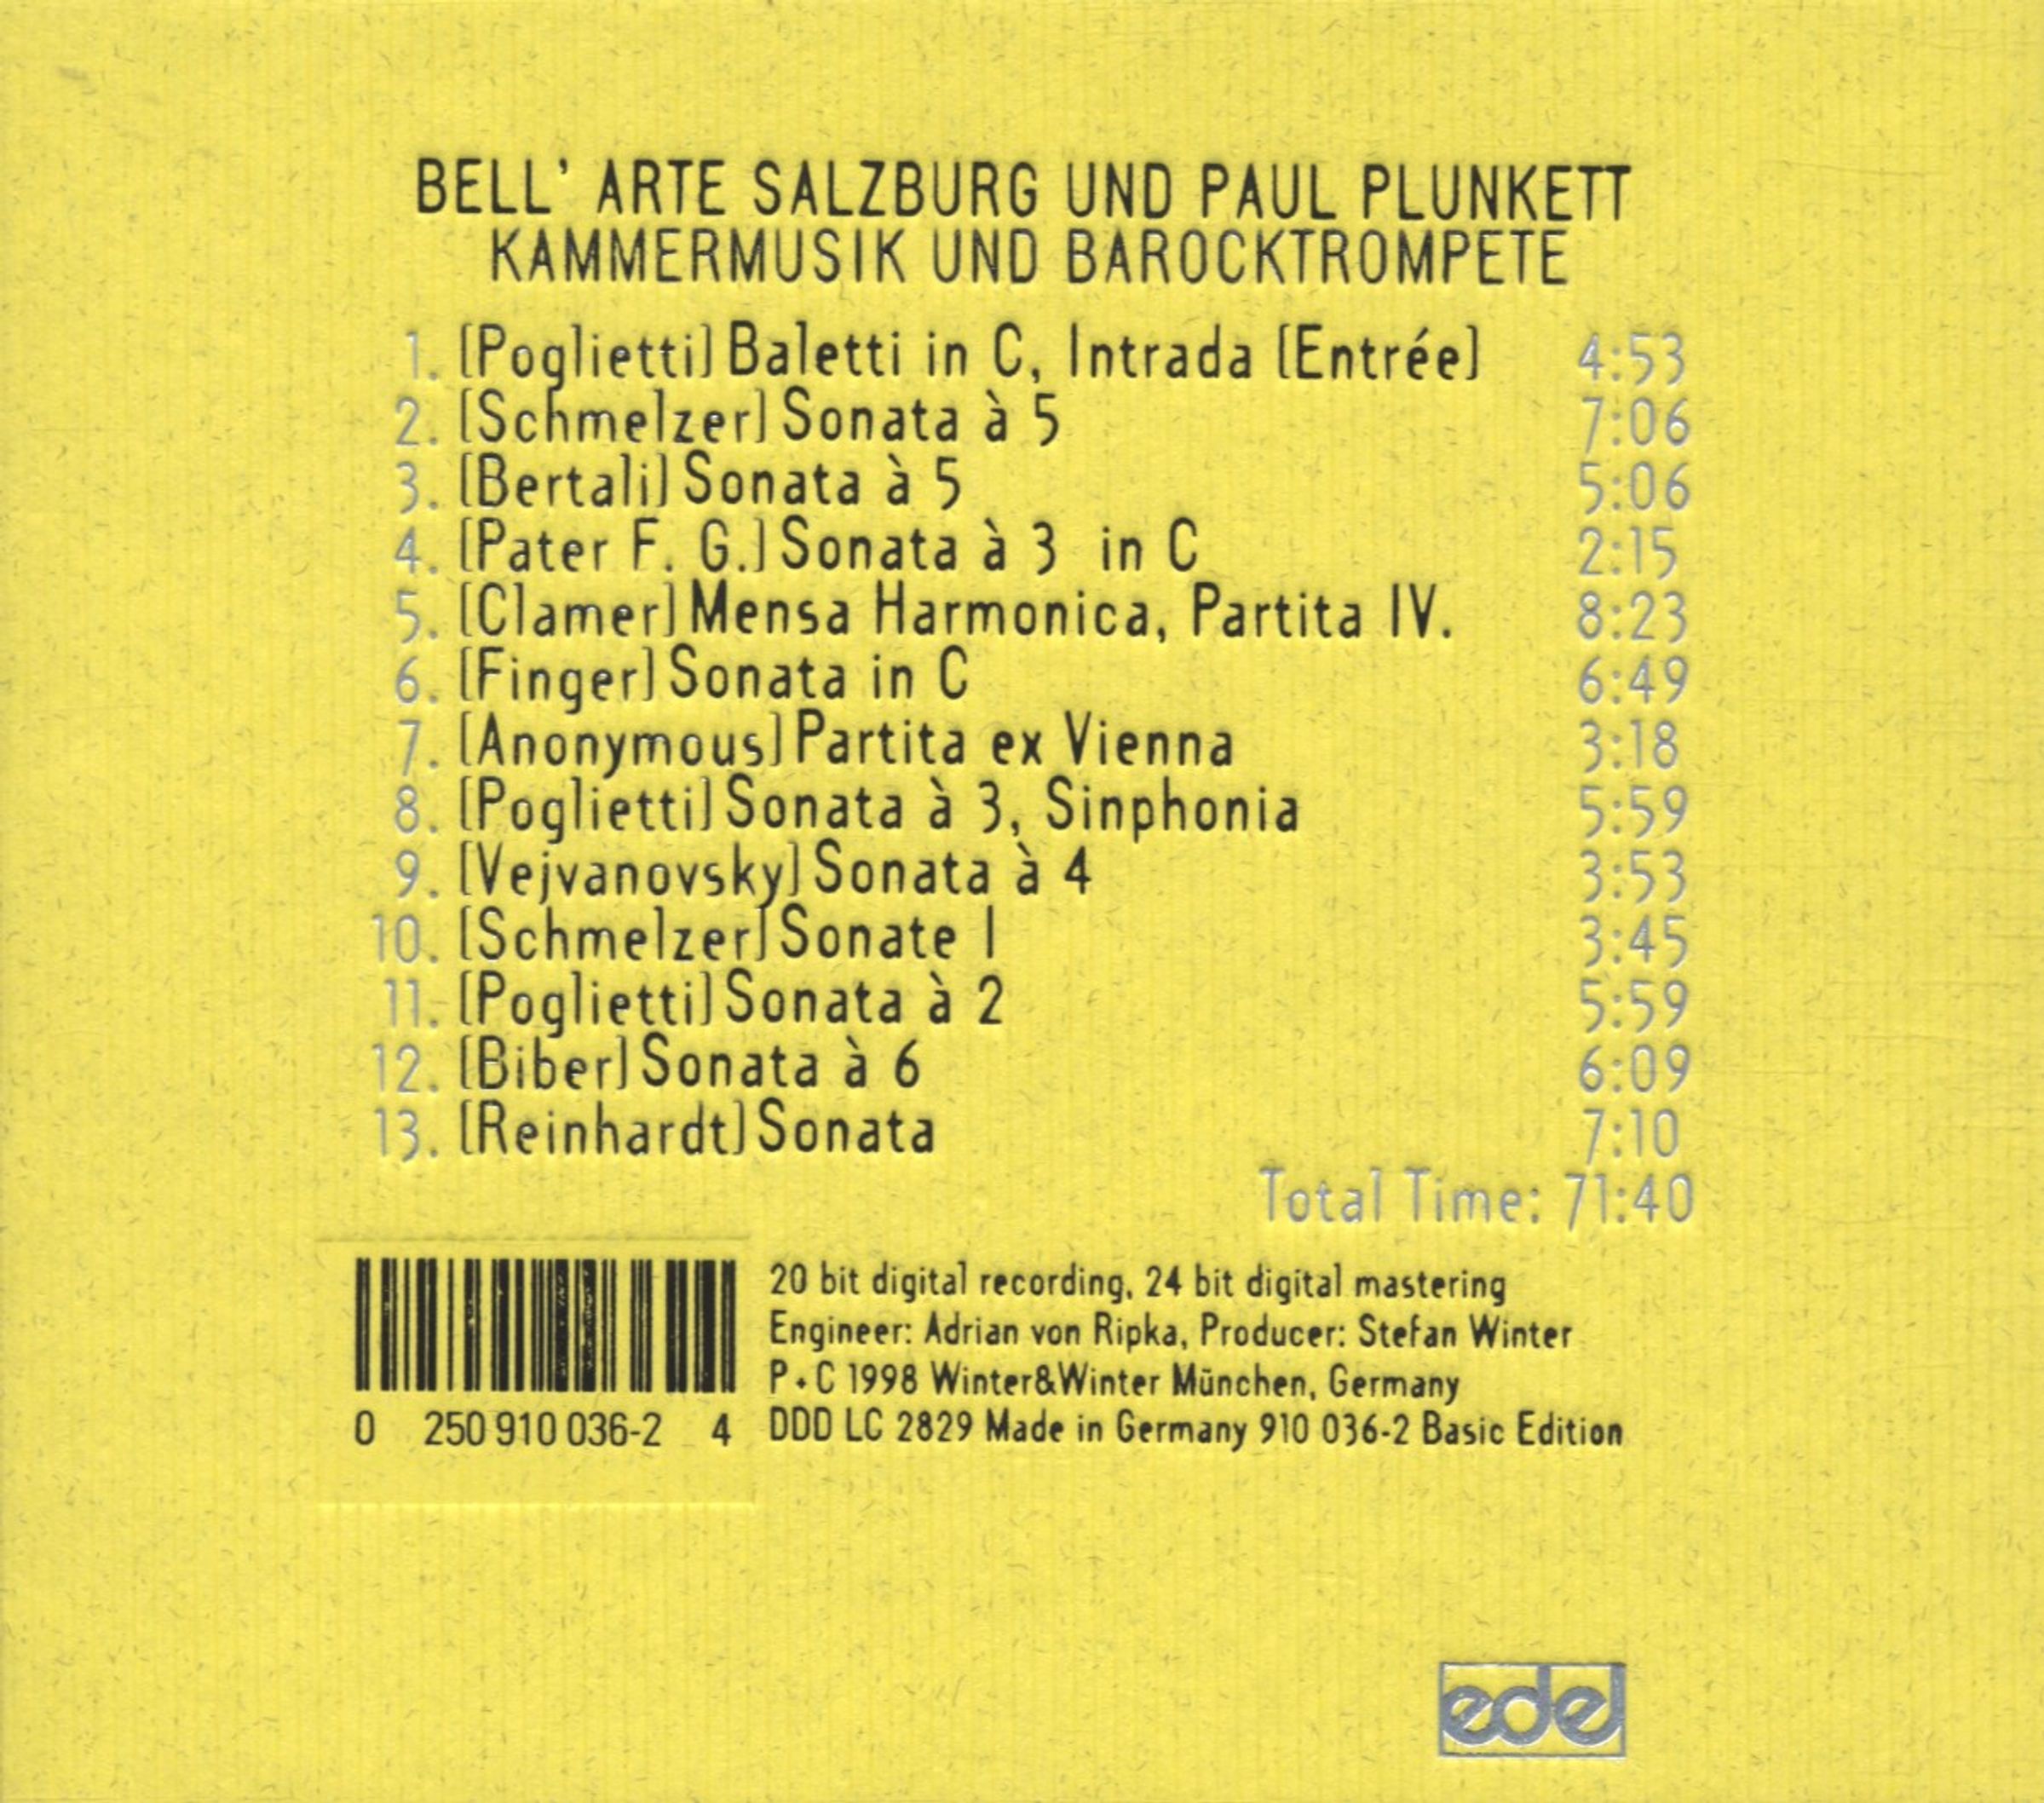 BELL' ARTE SALZBURG UND PAUL PLUNKETT
KAMMERMUSIK UND BAROCKTROMPETE
1. [Poglietti] Baletti in C, Intrada [Entrée] 4:53
2. [Schmelzer] Sonata à 5 7:06
3. [Bertali] Sonata à 5 5:06
4. [Pater F. G.] Sonata à 3 in C 2:15
5. [Clamer] Mensa Harmonica, Partita IV. 8:23
6. [Finger] Sonata in C 6:49
7. [Anonymous] Partita ex Vienna 3:18
8. [Poglietti] Sonata à 3, Sinphonia 5:59
9. [Vejvanovsky] Sonata à 4 3:53
10. [Schmelzer] Sonate I 3:45
11. [Poglietti] Sonata à 2 5:59
12. [Biber] Sonata à 6 6:09
13. [Reinhardt] Sonata 7:10
Total Time: 71:40
20 bit digital recording, 24 bit digital mastering
Engineer: Adrian von Ripka, Producer: Stefan Winter
P + C 1998 Winter&Winter München, Germany
DDD LC 2829 Made in Germany 910 036-2 Basic Edition
0 250 910 036-2 4
edel